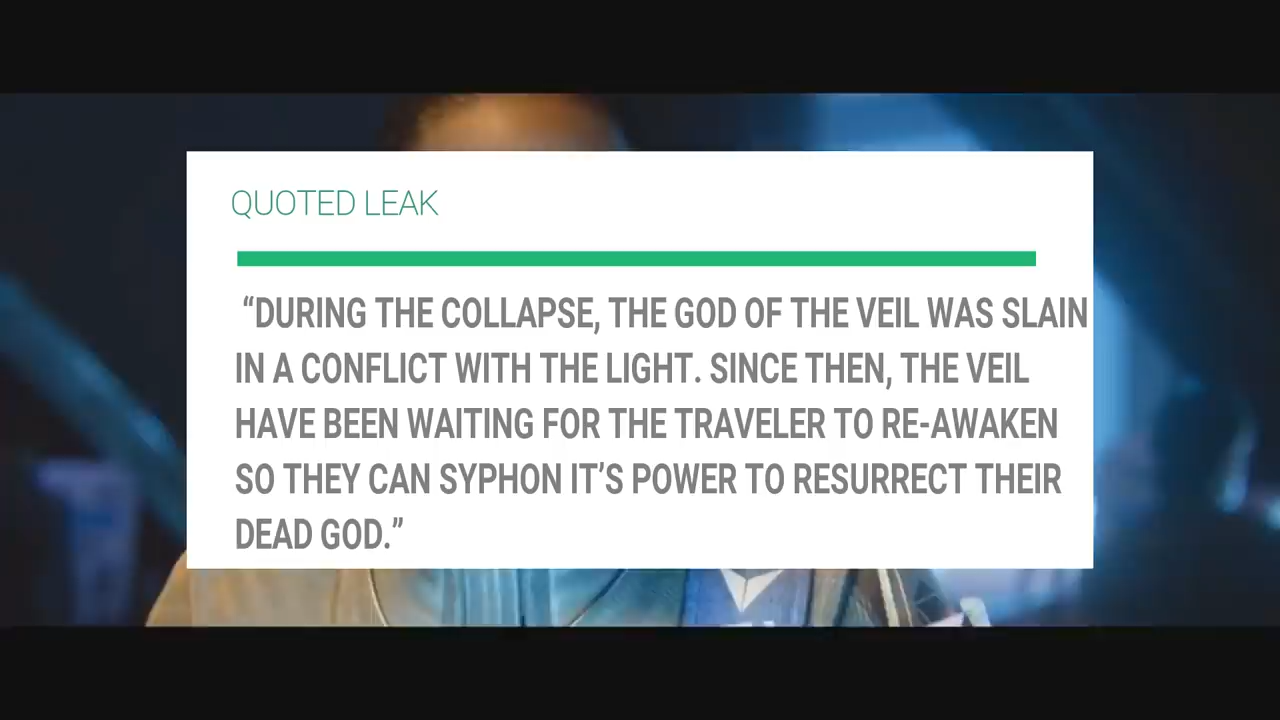 QUOTED LEAK
“DURING THE COLLAPSE, THE GOD OF THE VEIL WAS SLAIN
IN A CONFLICT WITH THE LIGHT. SINCE THEN, THE VEIL
HAVE BEEN WAITING FOR THE TRAVELER TO RE-AWAKEN
SO THEY CAN SYPHON IT’S POWER TO RESURRECT THEIR
DEAD GOD.”